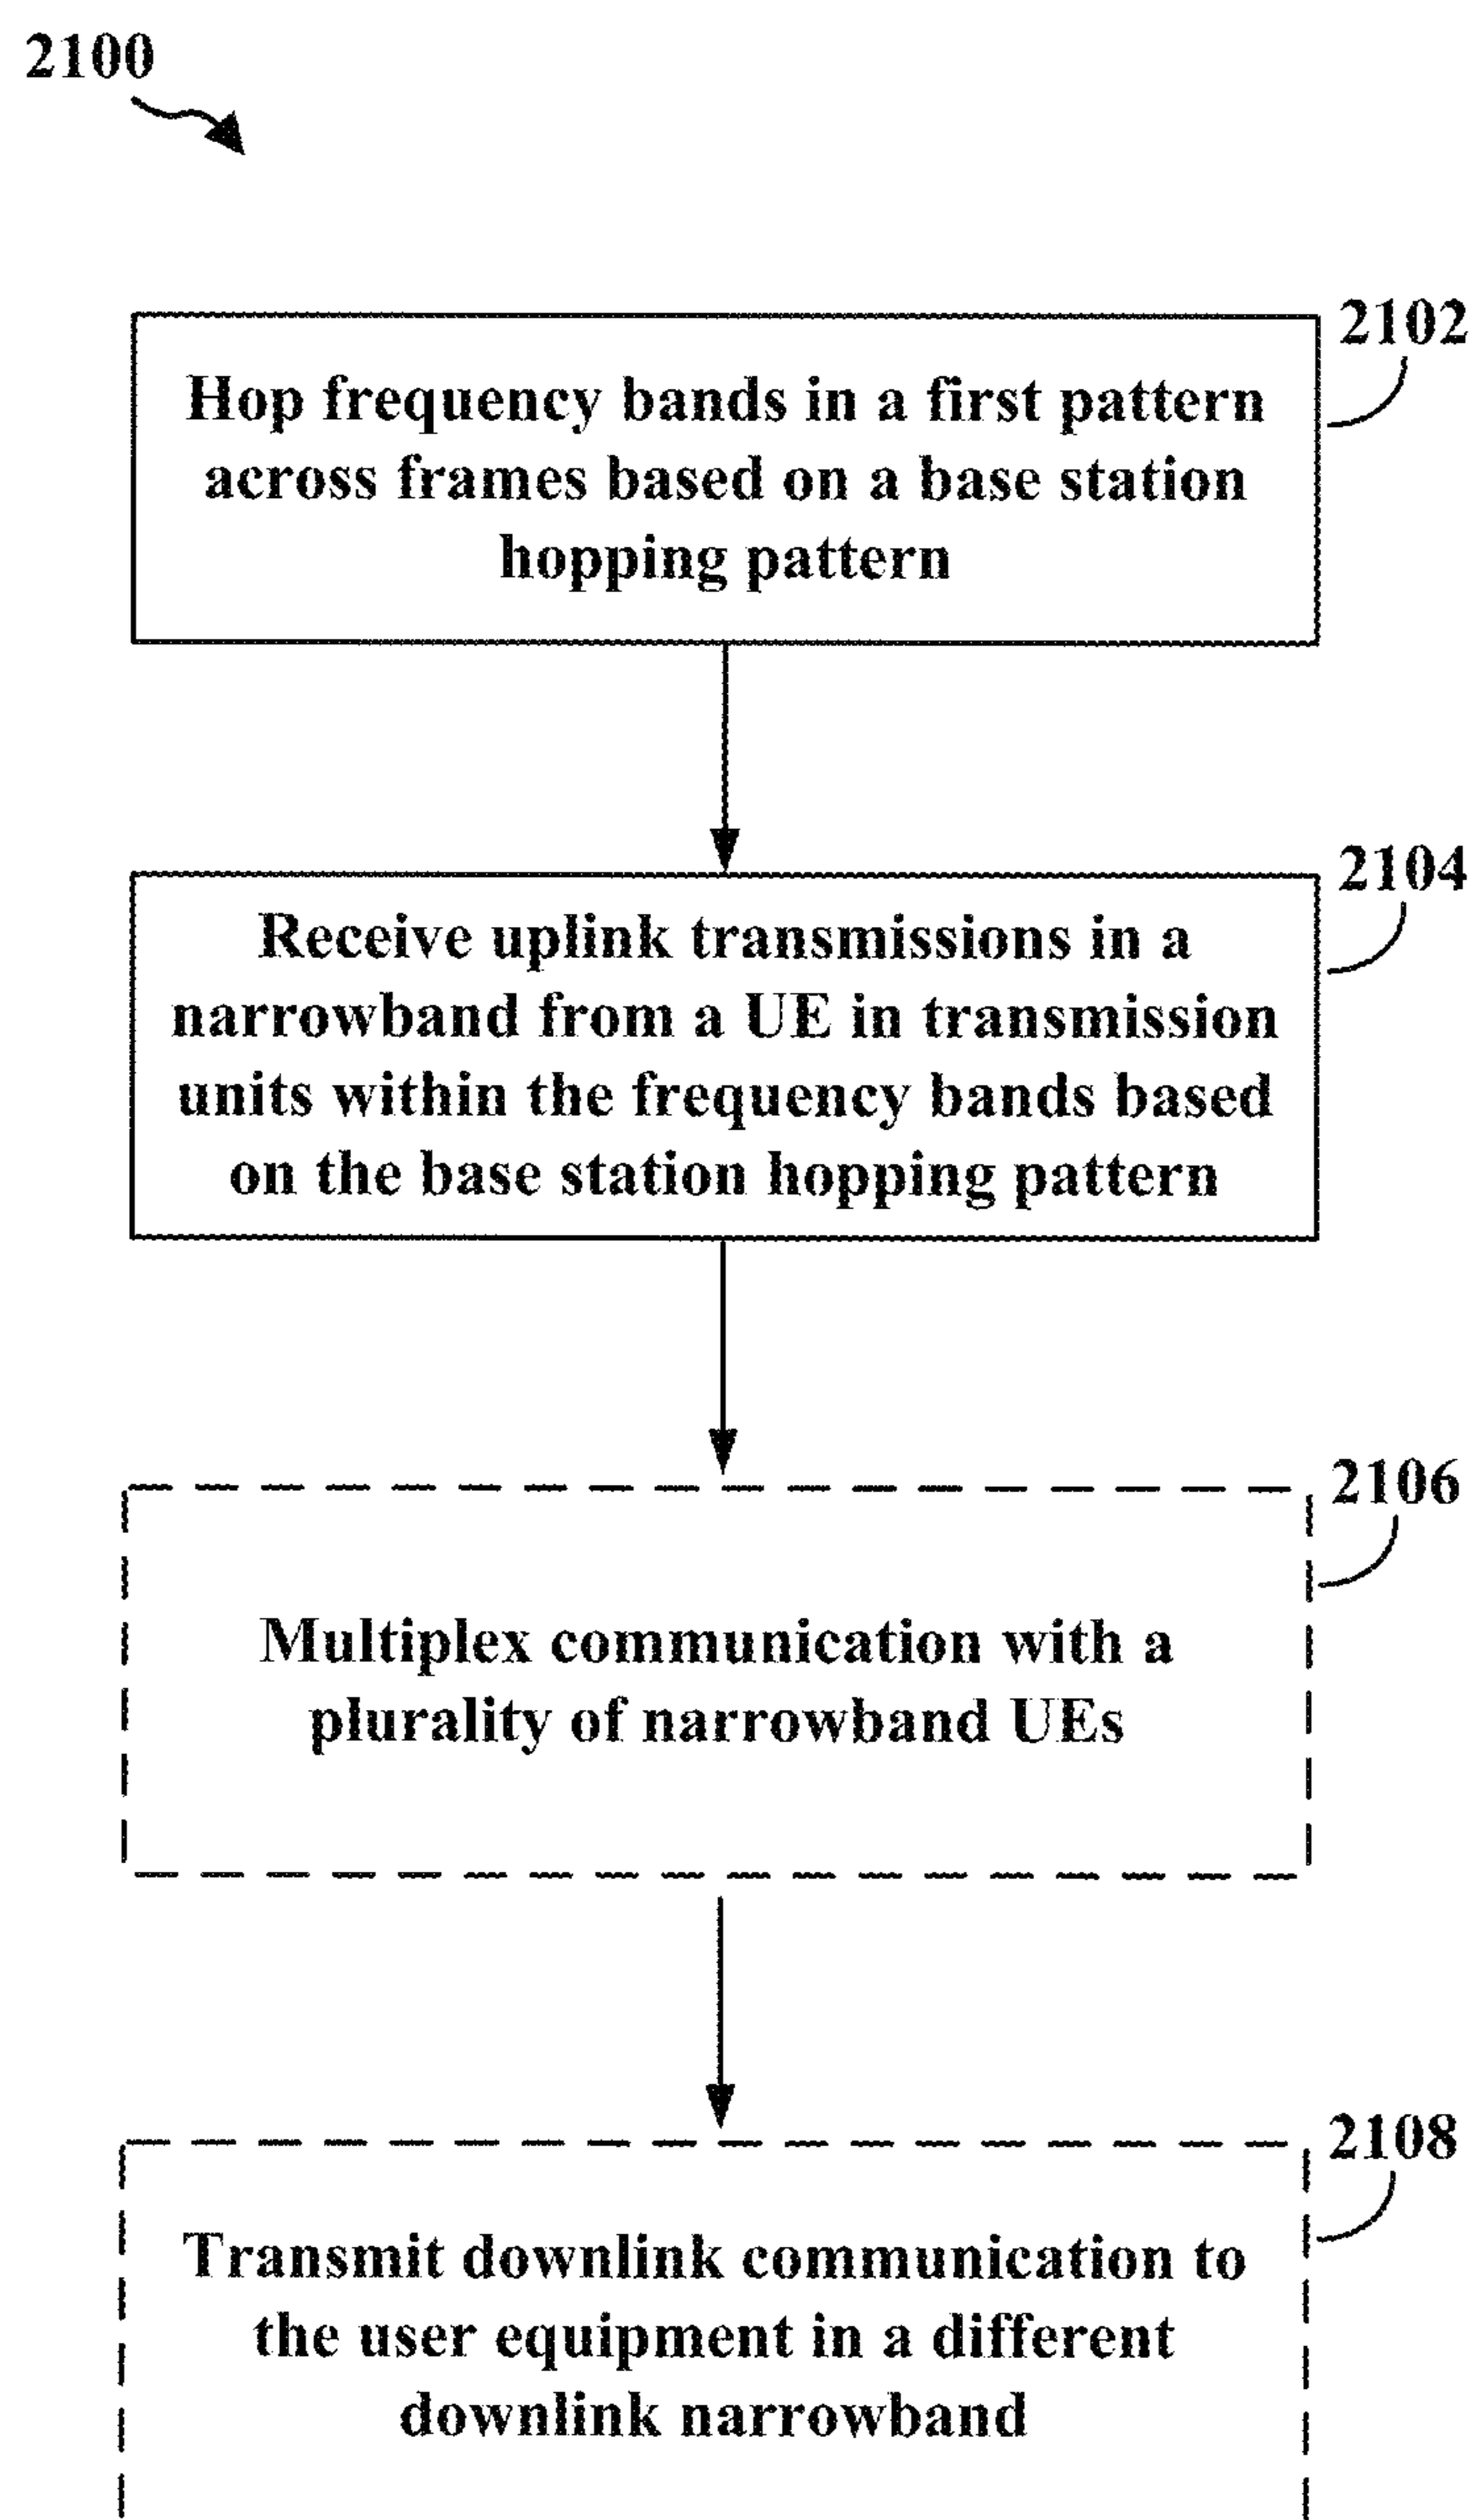 2100
2102
Hop frequency bands in a first pattern
across frames based on a base station
hopping pattern
2104
Receive uplink transmissions in a
narrowband from a UE in transmission
units within the frequency bands based
on the base station hopping pattern
2106
Multiplex communication with a
plurality of narrowband UEs
2108
Transmit downlink communication to
the user equipment in a different
downlink narrowband